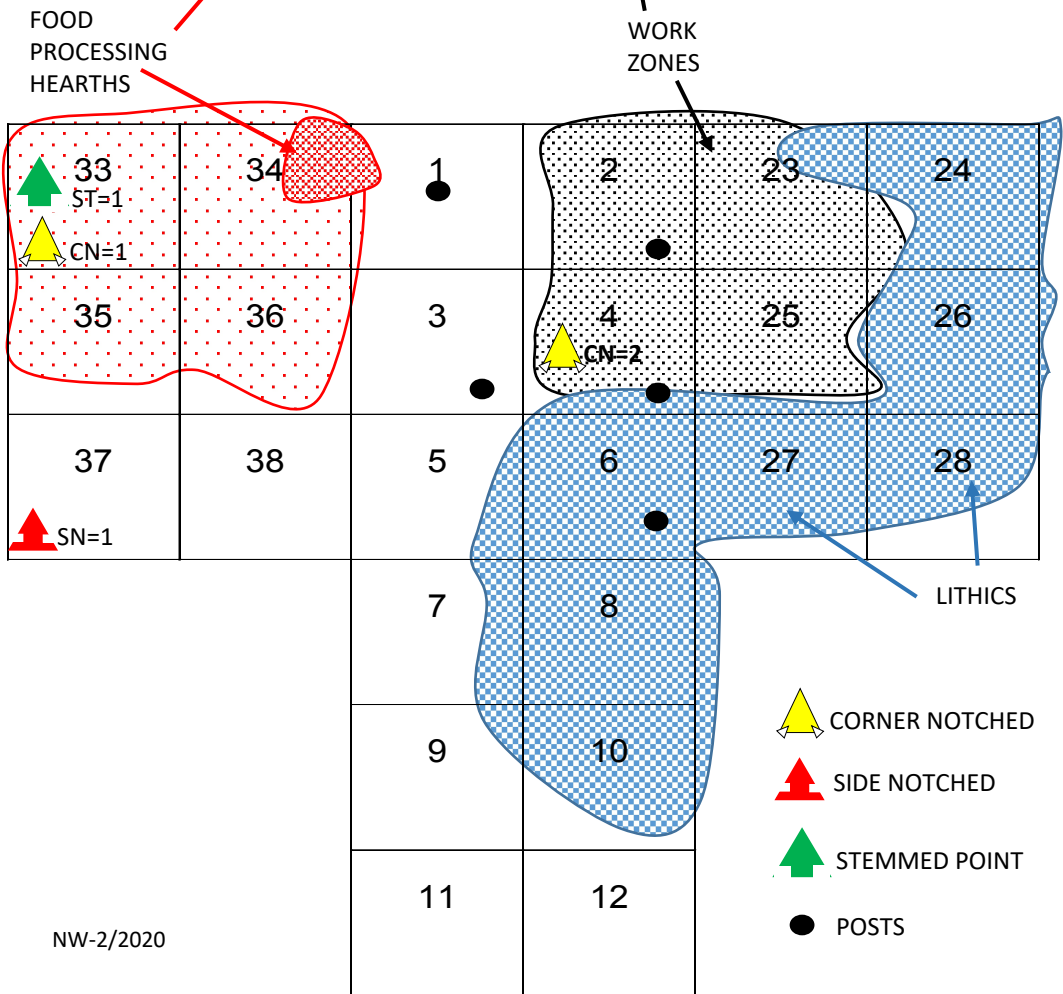 FOOD
PROCESSING
HEARTHS
WORK
ZONES
33
34
1
2
23
24
ST=1
CN=1
35
36
3
4
25
26
CN=2
37
38
5
6
27
28
SN=1
7
8
LITHICS
9
10
CORNER NOTCHED
SIDE NOTCHED
STEMMED POINT
11
12
POSTS
NW-2/2020